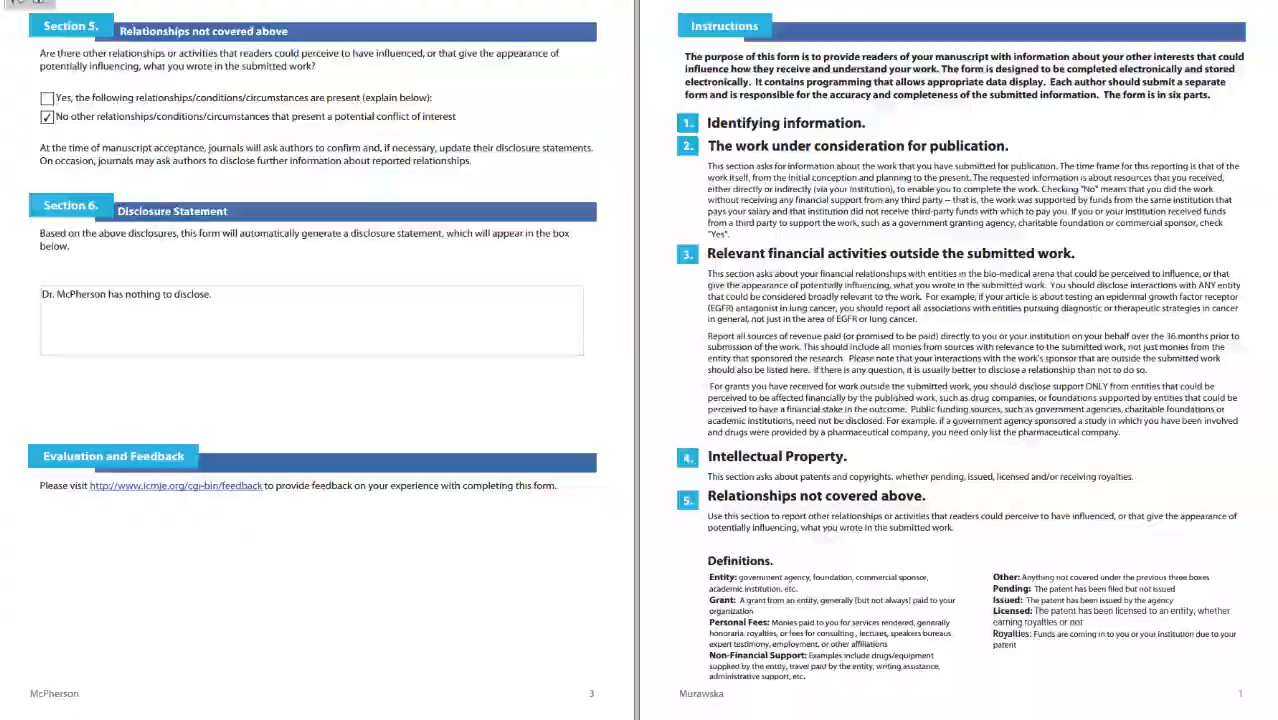 Section 5.
Relationships not covered above
Are there other relationships or activities that readers could perceive to have influenced, or that give the appearance of
potentially influencing, what you wrote in the submitted work?
Yes, the following relationships/conditions/circumstances are present (explain below):
✓ No other relationships/conditions/circumstances that present a potential conflict of interest
At the time of manuscript acceptance, journals will ask authors to confirm and, if necessary, update their disclosure statements.
On occasion, journals may ask authors to disclose further information about reported relationships.
Section 6.
Disclosure Statement
Based on the above disclosures, this form will automatically generate a disclosure statement, which will appear in the box
below.
Dr. McPherson has nothing to disclose.
Evaluation and Feedback
Please visit http://www.icmje.org/cgi-bin/feedback to provide feedback on your experience with completing this form.
McPherson
3
Instructions
The purpose of this form is to provide readers of your manuscript with information about your other interests that could
influence how they receive and understand your work. The form is designed to be completed electronically and stored
electronically. It contains programming that allows appropriate data display. Each author should submit a separate
form and is responsible for the accuracy and completeness of the submitted information. The form is in six parts.
1. Identifying information.
2. The work under consideration for publication.
This section asks for information about the work that you have submitted for publication. The time frame for this reporting is that of the
work itself, from the initial conception and planning to the present. The requested information is about resources that you received,
either directly or indirectly (via your institution), to enable you to complete the work. Checking "No" means that you did the work
without receiving any financial support from any third party -- that is, the work was supported by funds from the same institution that
pays your salary and that institution did not receive third-party funds with which to pay you. If you or your institution received funds
from a third party to support the work, such as a government granting agency, charitable foundation or commercial sponsor, check
"Yes".
3. Relevant financial activities outside the submitted work.
This section asks about your financial relationships with entities in the bio-medical arena that could be perceived to influence, or that
give the appearance of potentially influencing, what you wrote in the submitted work. You should disclose interactions with ANY entity
that could be considered broadly relevant to the work. For example, if your article is about testing an epidermal growth factor receptor
(EGFR) antagonist in lung cancer, you should report all associations with entities pursuing diagnostic or therapeutic strategies in cancer
in general, not just in the area of EGFR or lung cancer.
Report all sources of revenue paid (or promised to be paid) directly to you or your institution on your behalf over the 36 months prior to
submission of the work. This should include all monies from sources with relevance to the submitted work, not just monies from the
entity that sponsored the research. Please note that your interactions with the work's sponsor that are outside the submitted work
should also be listed here. If there is any question, it is usually better to disclose a relationship than not to do so.
For grants you have received for work outside the submitted work, you should disclose support ONLY from entities that could be
perceived to be affected financially by the published work, such as drug companies, or foundations supported by entities that could be
perceived to have a financial stake in the outcome. Public funding sources, such as government agencies, charitable foundations or
academic institutions, need not be disclosed. For example, if a government agency sponsored a study in which you have been involved
and drugs were provided by a pharmaceutical company, you need only list the pharmaceutical company.
4. Intellectual Property.
This section asks about patents and copyrights, whether pending, issued, licensed and/or receiving royalties.
5. Relationships not covered above.
Use this section to report other relationships or activities that readers could perceive to have influenced, or that give the appearance of
potentially influencing, what you wrote in the submitted work.
Definitions.
Entity: government agency, foundation, commercial sponsor,
academic institution, etc.
Grant: A grant from an entity, generally [but not always] paid to your
organization
Personal Fees: Monies paid to you for services rendered, generally
honoraria, royalties, or fees for consulting , lectures, speakers bureaus,
expert testimony, employment, or other affiliations
Non-Financial Support: Examples include drugs/equipment
supplied by the entity, travel paid by the entity, writing assistance,
administrative support, etc.
Other: Anything not covered under the previous three boxes
Pending: The patent has been filed but not issued
Issued: The patent has been issued by the agency
Licensed: The patent has been licensed to an entity, whether
earning royalties or not
Royalties: Funds are coming in to you or your institution due to your
patent
Murawska
1